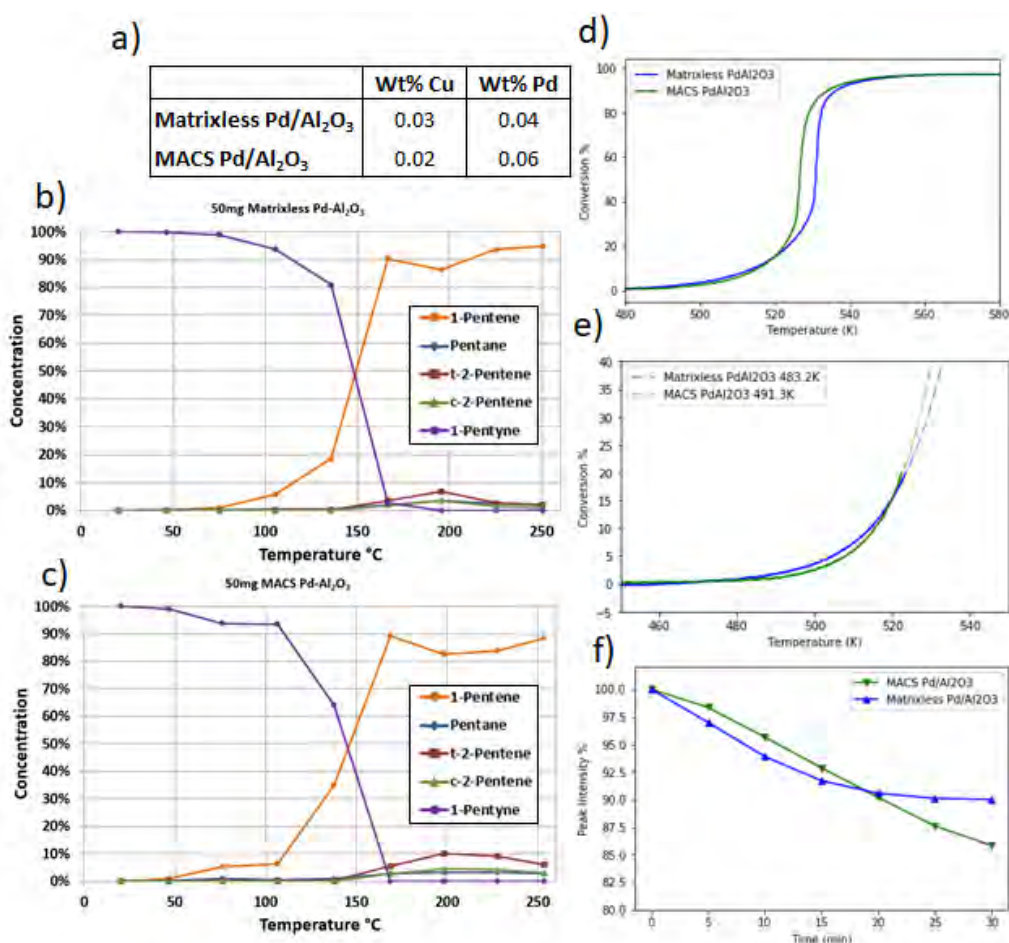 a)
Wt% Cu Wt% Pd
Matrixless Pd/Al₂O₃ 0.03 0.04
MACS Pd/Al₂O₃ 0.02 0.06
b)
50mg Matrixless Pd-Al₂O₃
100%
90%
80%
70%
60%
50%
40%
30%
20%
10%
0%
Concentration
1-Pentene
Pentane
t-2-Pentene
c-2-Pentene
1-Pentyne
0 50 100 150 200 250
Temperature °C
c)
50mg MACS Pd-Al₂O₃
100%
90%
80%
70%
60%
50%
40%
30%
20%
10%
0%
Concentration
1-Pentene
Pentane
t-2-Pentene
c-2-Pentene
1-Pentyne
0 50 100 150 200 250
Temperature °C
d)
Matrixless PdAl2O3
MACS PdAl2O3
100
80
60
40
20
0
Conversion %
480 500 520 540 560 580
Temperature (K)
e)
Matrixless PdAl2O3 483.2K
MACS PdAl2O3 491.3K
40
35
30
25
20
15
10
5
0
−5
Conversion %
460 480 500 520 540
Temperature (K)
f)
MACS Pd/Al2O3
Matrixless Pd/Al2O3
100.0
97.5
95.0
92.5
90.0
87.5
85.0
82.5
80.0
Peak Intensity %
0 5 10 15 20 25 30
Time (min)